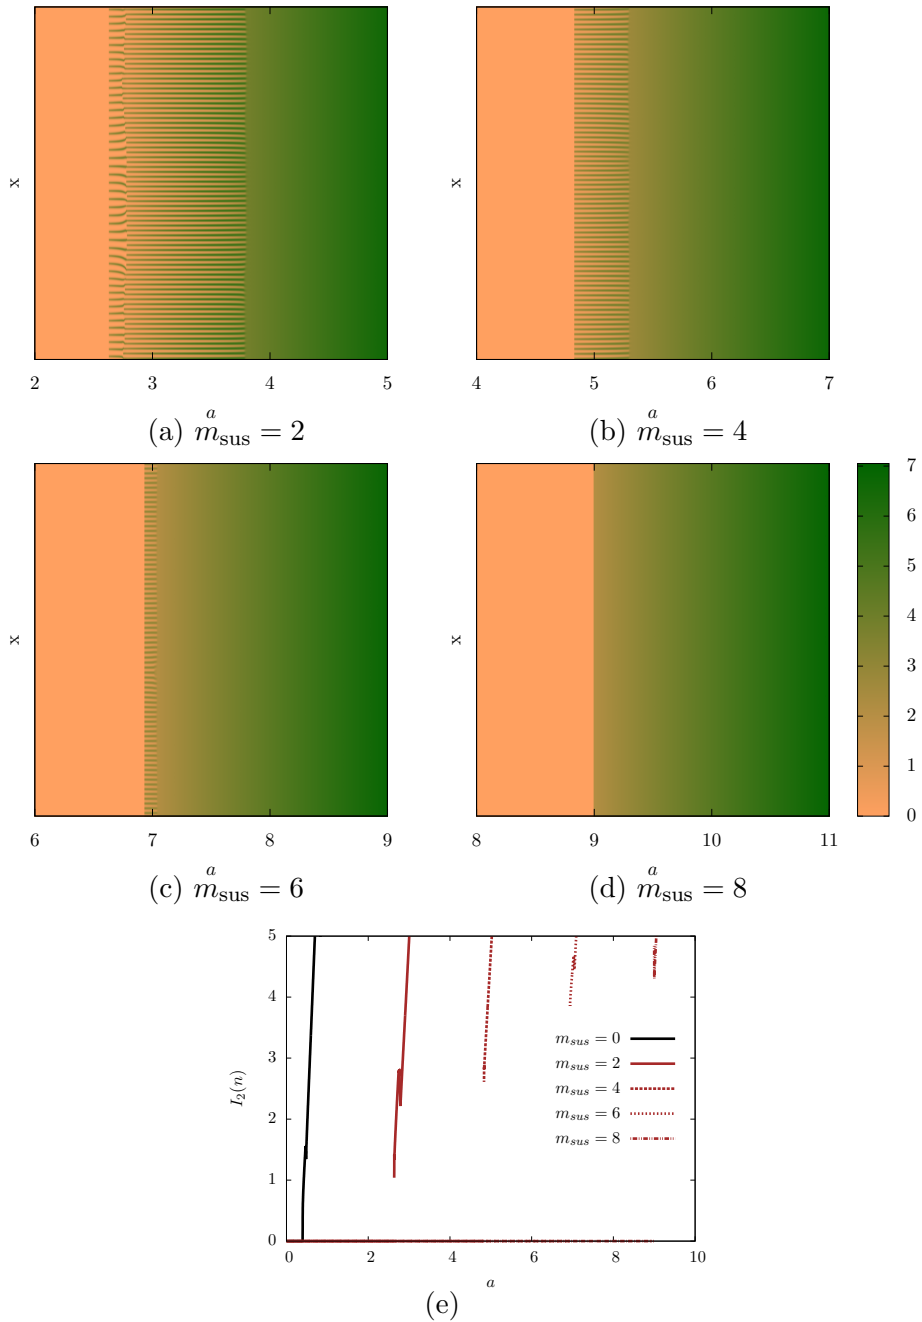 x
x
2 3 4 5
4 5 6 7
a
a
(a) m_sus = 2
(b) m_sus = 4
x
x
7
6
5
4
3
2
1
0
6 7 8 9
8 9 10 11
a
a
(c) m_sus = 6
(d) m_sus = 8
5
4
3
2
1
0
I_2(n)
m_sus = 0
m_sus = 2
m_sus = 4
m_sus = 6
m_sus = 8
0 2 4 6 8 10
a
(e)